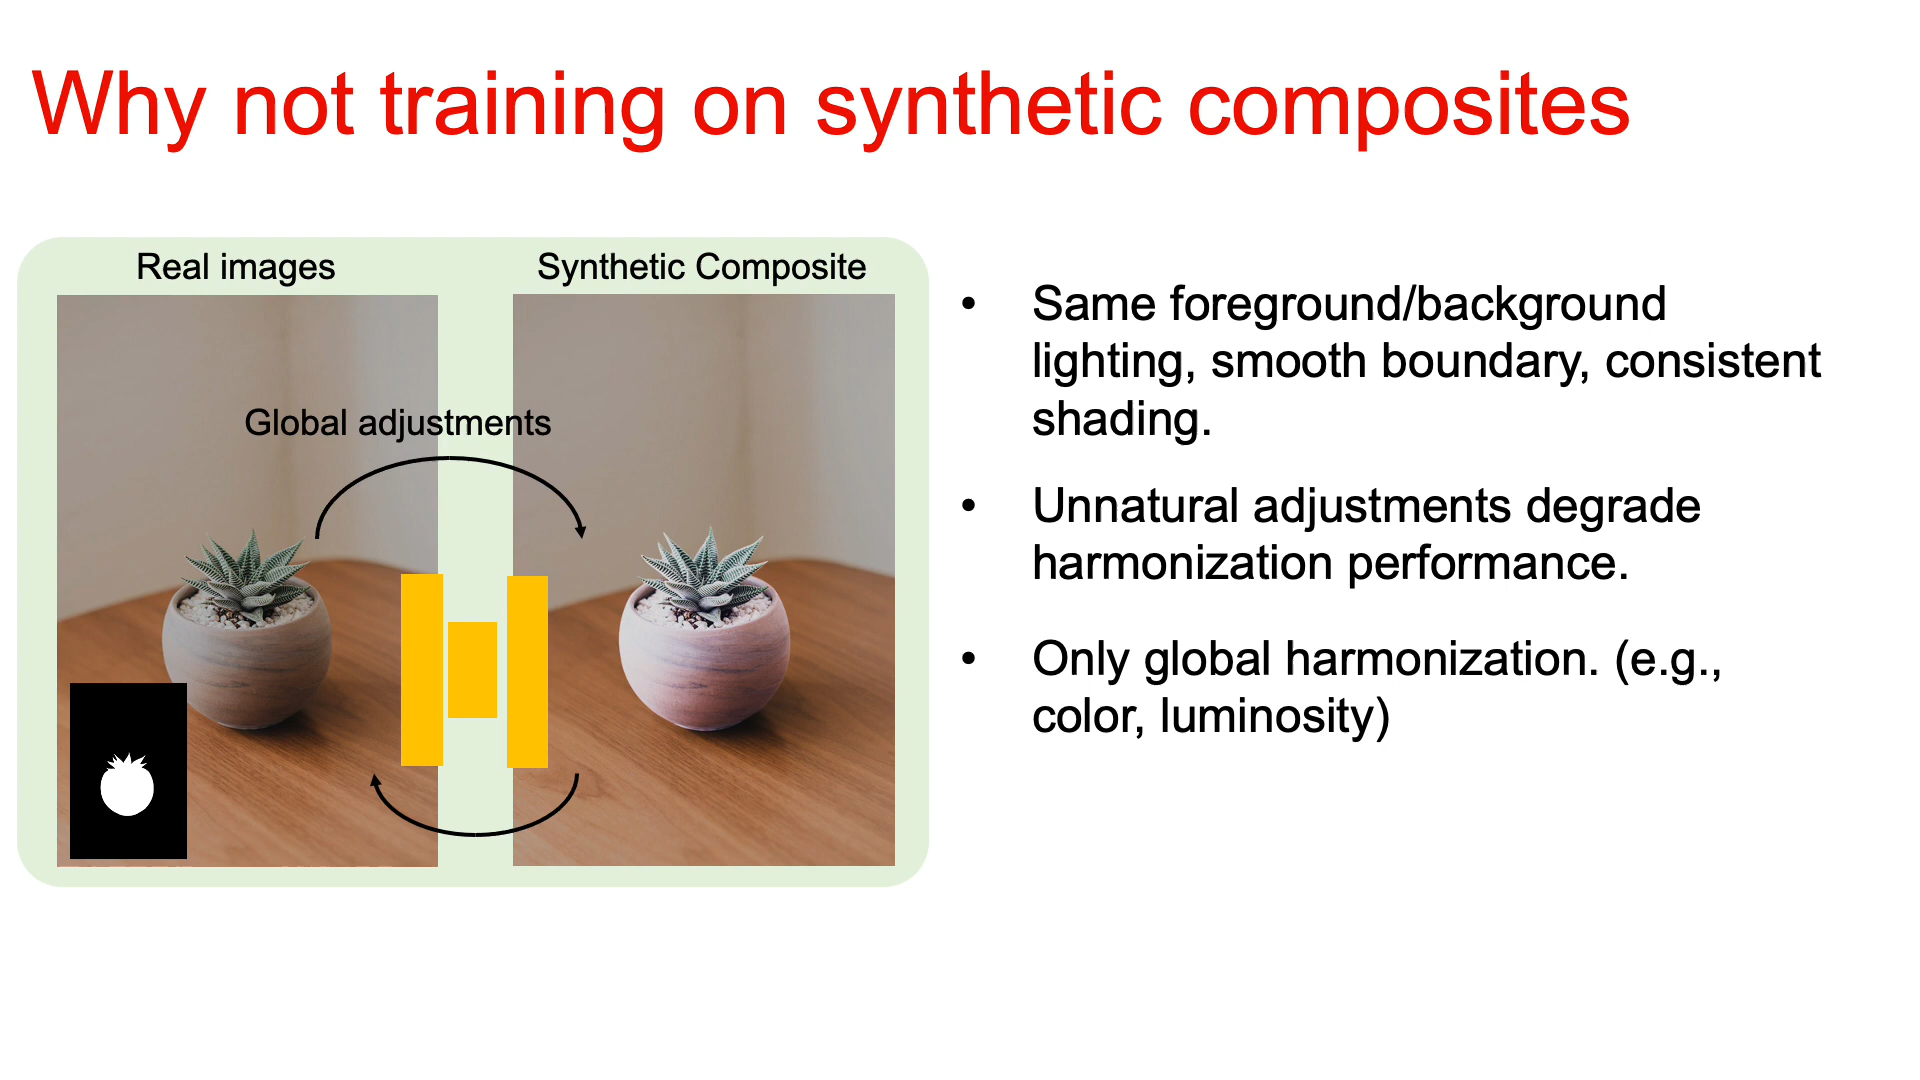 Why not training on synthetic composites
Real images
Synthetic Composite
Global adjustments
• Same foreground/background
lighting, smooth boundary, consistent
shading.
• Unnatural adjustments degrade
harmonization performance.
• Only global harmonization. (e.g.,
color, luminosity)